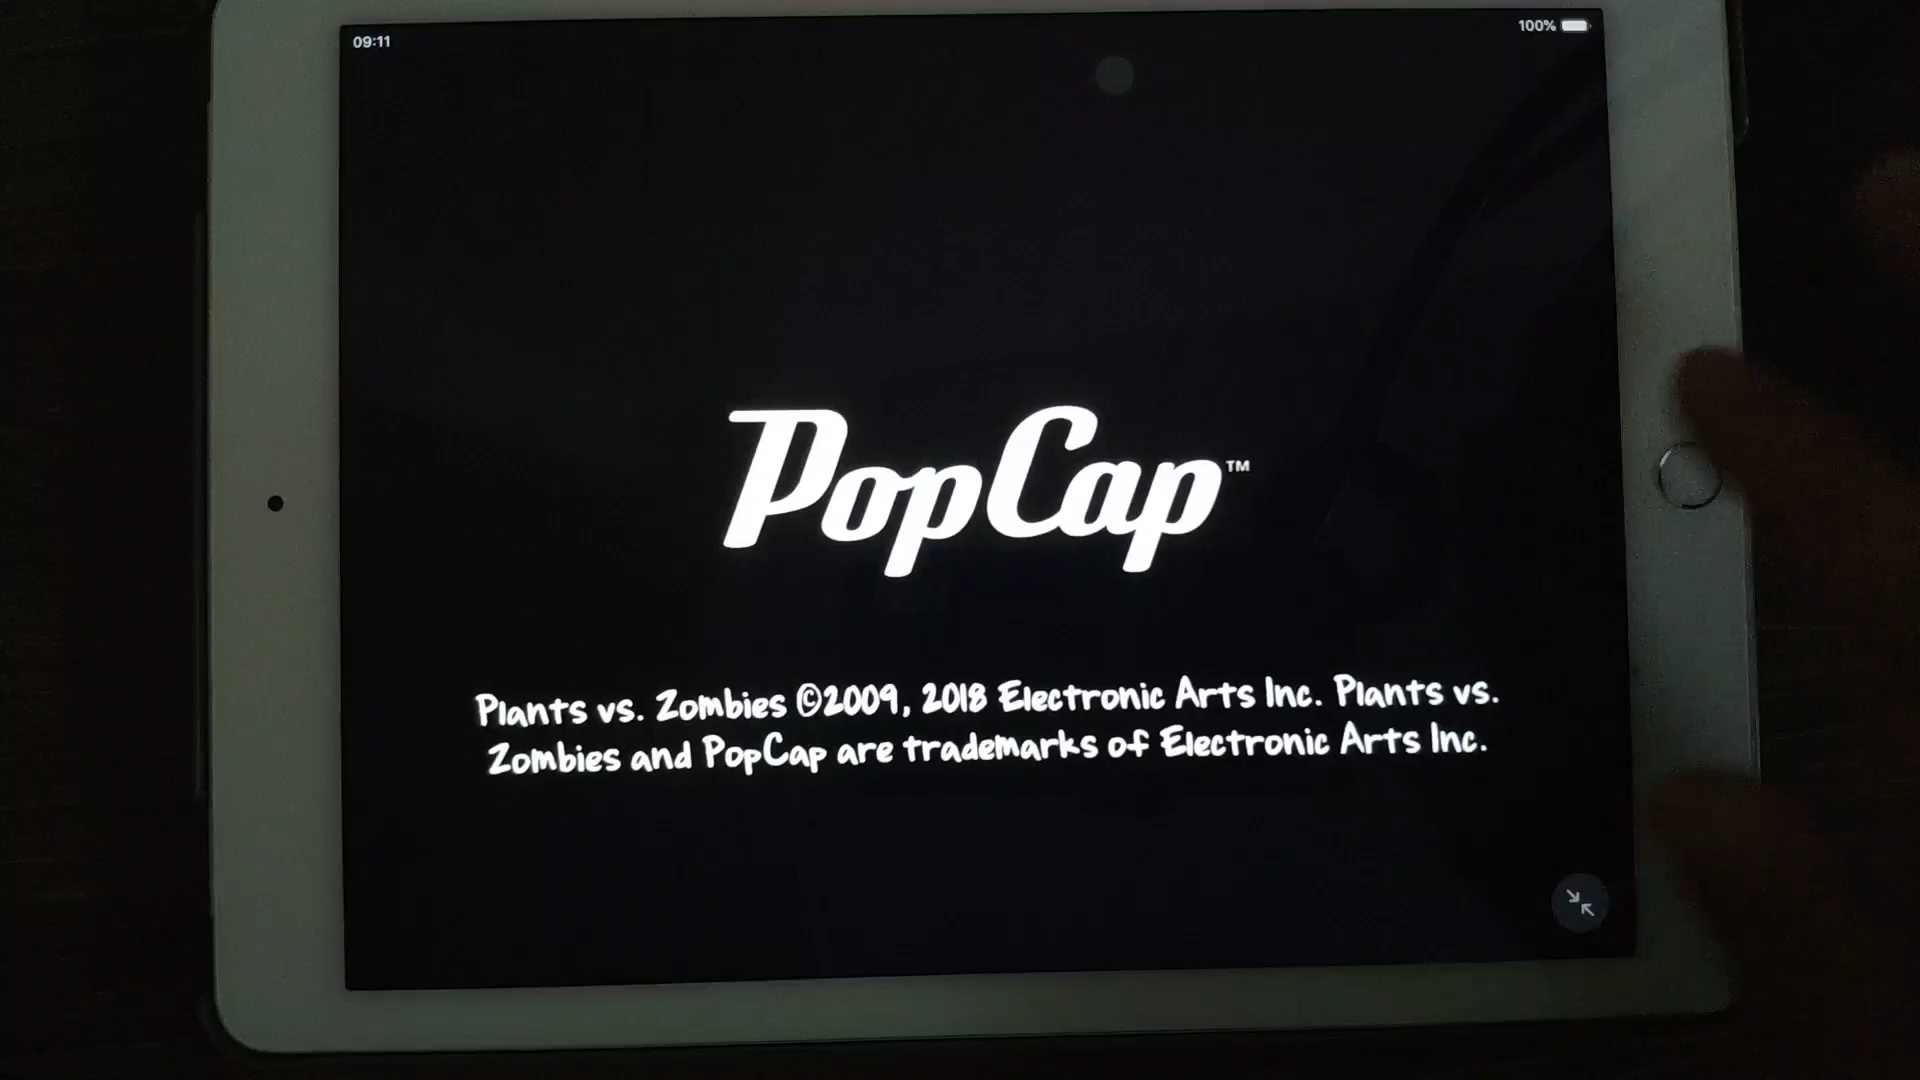 09:11
100%
PopCap™
Plants vs. Zombies ©2009, 2018 Electronic Arts Inc. Plants vs.
Zombies and PopCap are trademarks of Electronic Arts Inc.